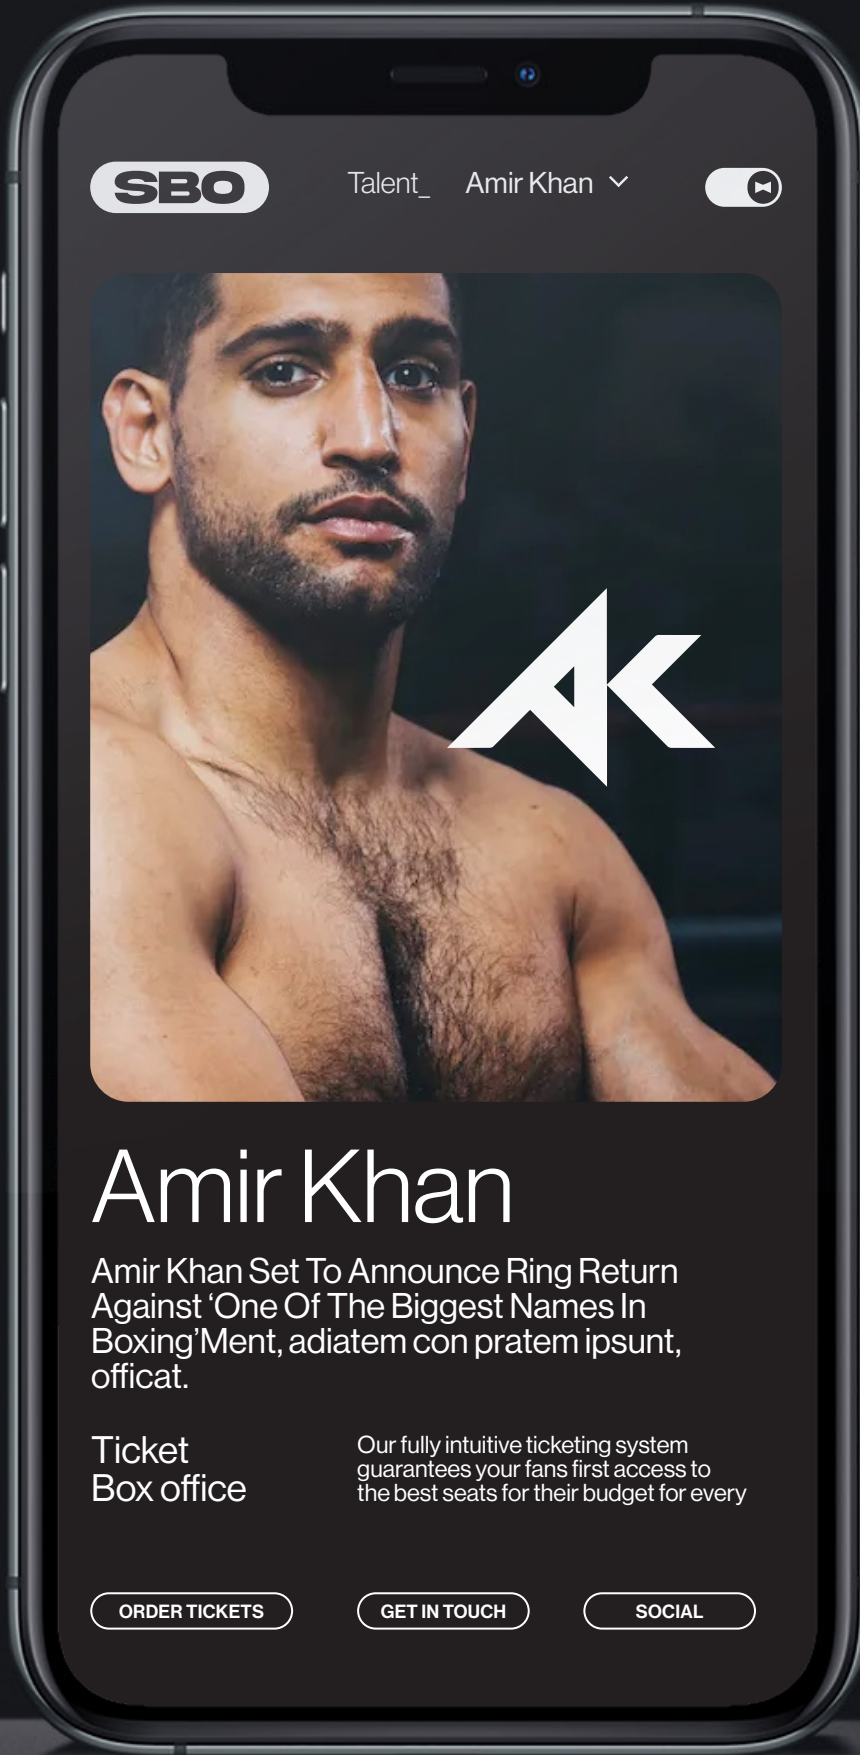 SBO
Talent_
Amir Khan
AK
Amir Khan
Amir Khan Set To Announce Ring Return
Against ‘One Of The Biggest Names In
Boxing’Ment, adiatem con pratem ipsunt,
officat.
Ticket
Box office
Our fully intuitive ticketing system
guarantees your fans first access to
the best seats for their budget for every
ORDER TICKETS
GET IN TOUCH
SOCIAL